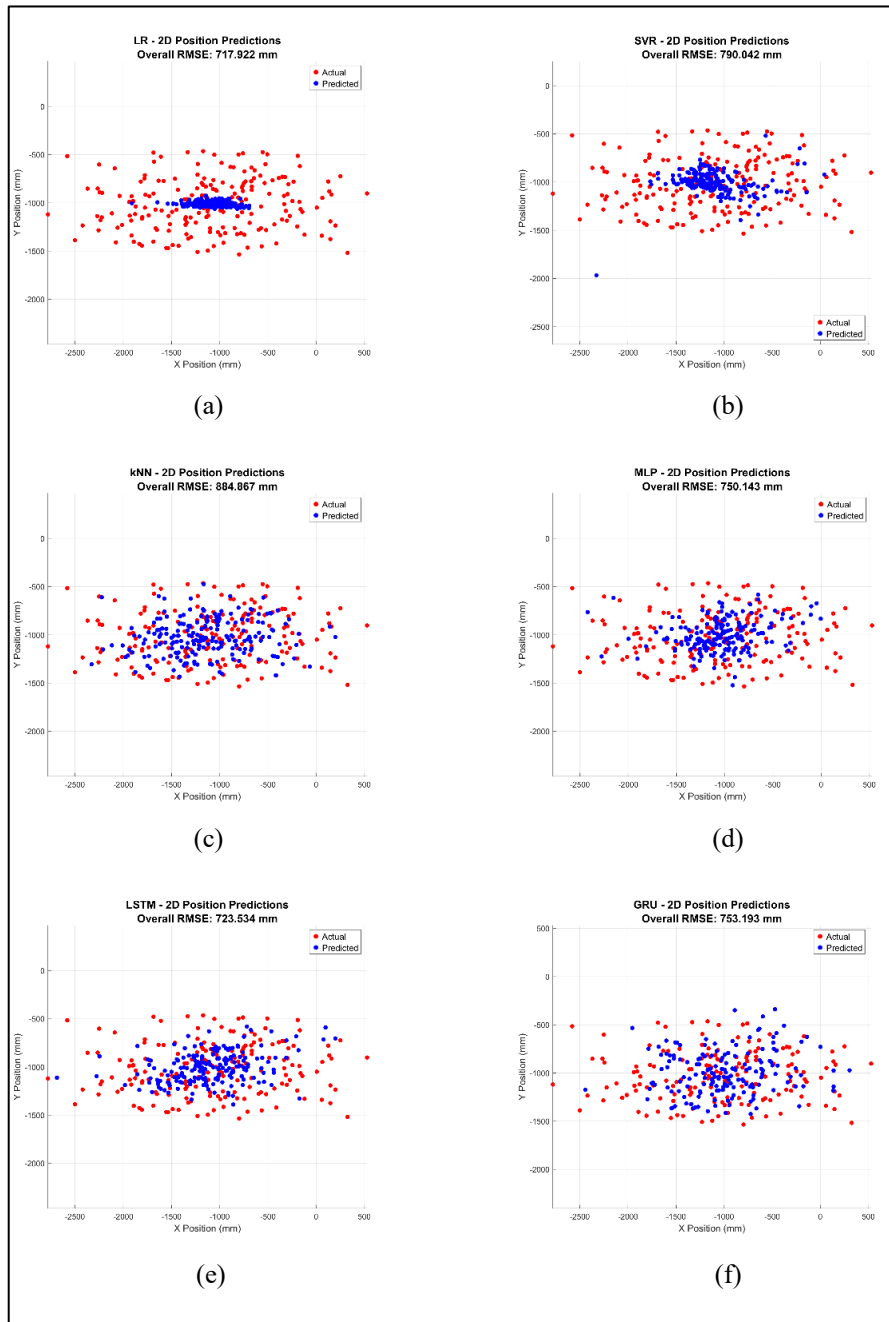 LR - 2D Position Predictions
Overall RMSE: 717.922 mm
Actual
Predicted
0
-500
-1000
-1500
-2000
Y Position (mm)
-2500 -2000 -1500 -1000 -500 0 500
X Position (mm)
(a)
SVR - 2D Position Predictions
Overall RMSE: 790.042 mm
0
-500
-1000
-1500
-2000
-2500
Y Position (mm)
Actual
Predicted
-2500 -2000 -1500 -1000 -500 0 500
X Position (mm)
(b)
kNN - 2D Position Predictions
Overall RMSE: 884.867 mm
Actual
Predicted
0
-500
-1000
-1500
-2000
Y Position (mm)
-2500 -2000 -1500 -1000 -500 0 500
X Position (mm)
(c)
MLP - 2D Position Predictions
Overall RMSE: 750.143 mm
Actual
Predicted
0
-500
-1000
-1500
-2000
Y Position (mm)
-2500 -2000 -1500 -1000 -500 0 500
X Position (mm)
(d)
LSTM - 2D Position Predictions
Overall RMSE: 723.534 mm
Actual
Predicted
0
-500
-1000
-1500
-2000
Y Position (mm)
-2500 -2000 -1500 -1000 -500 0 500
X Position (mm)
(e)
GRU - 2D Position Predictions
Overall RMSE: 753.193 mm
Actual
Predicted
500
0
-500
-1000
-1500
-2000
Y Position (mm)
-2500 -2000 -1500 -1000 -500 0 500
X Position (mm)
(f)